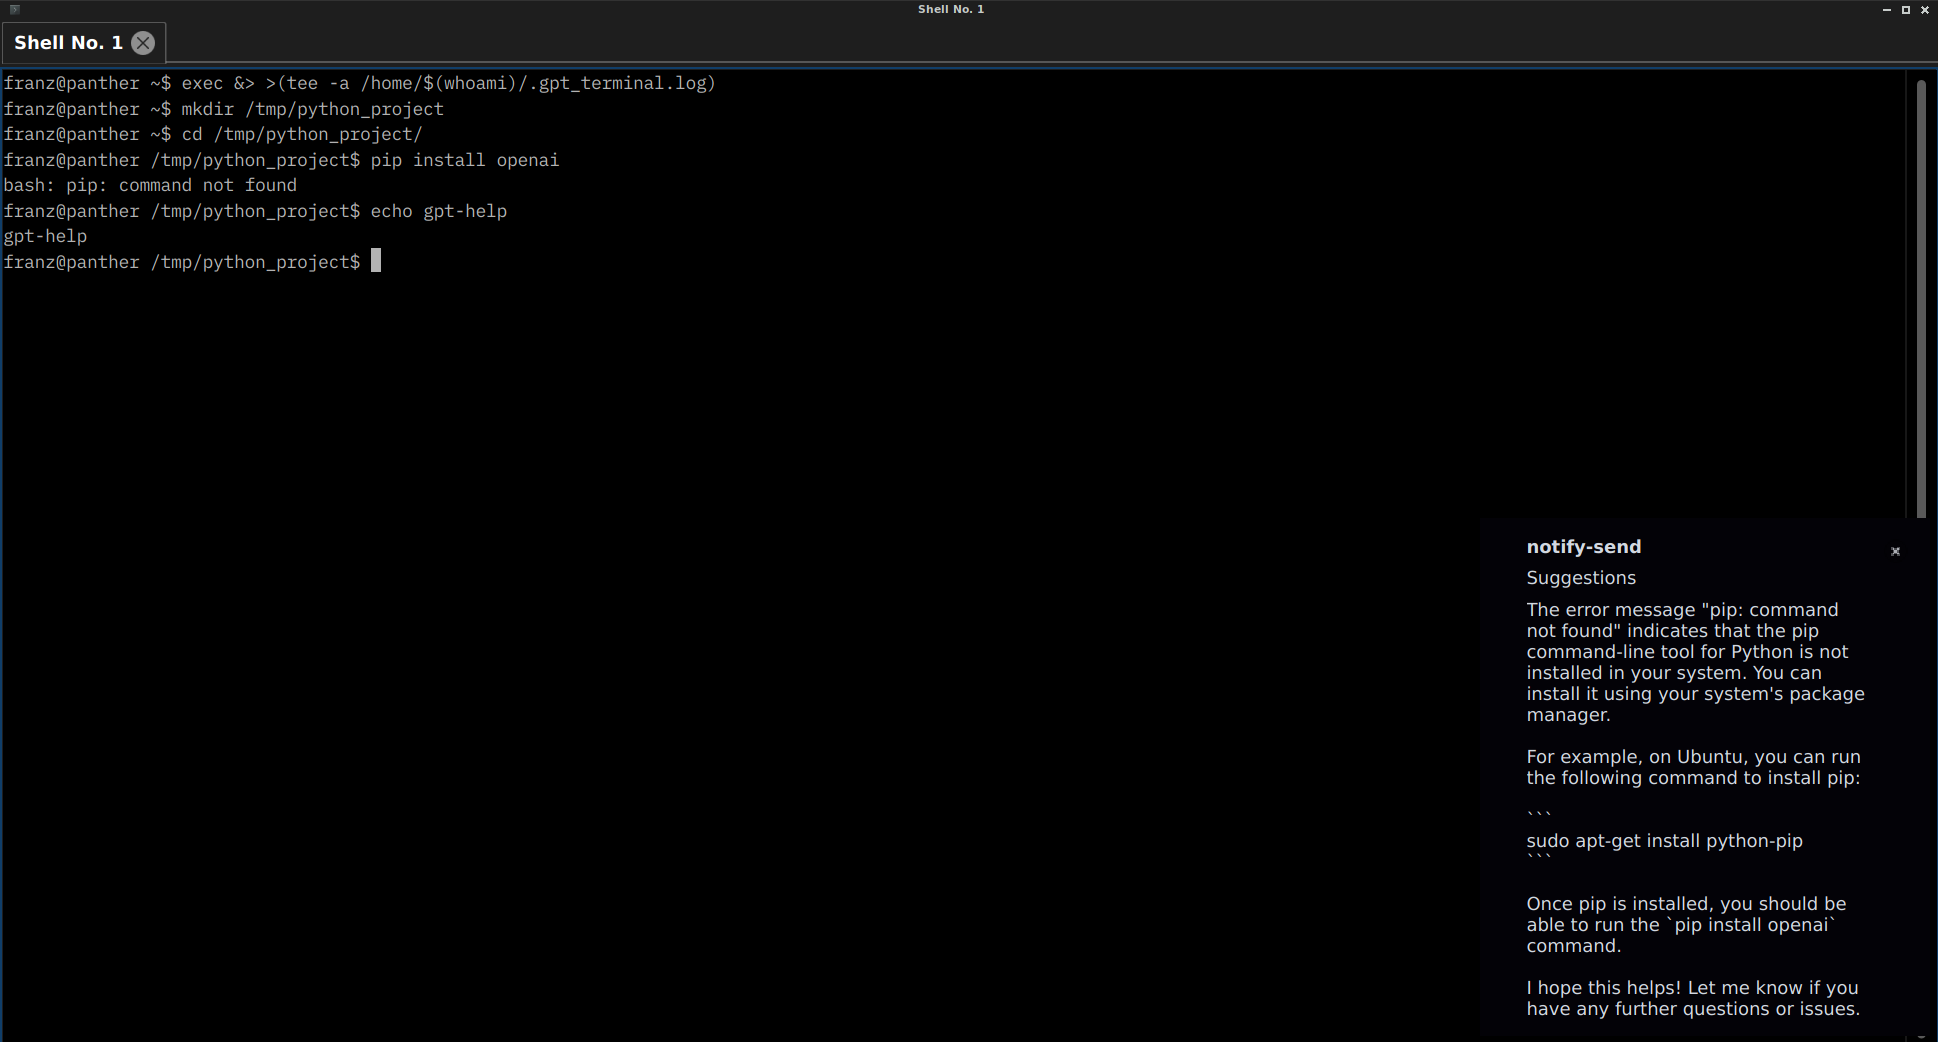 Shell No. 1
Shell No. 1
franz@panther ~$ exec &> >(tee -a /home/$(whoami)/.gpt_terminal.log)
franz@panther ~$ mkdir /tmp/python_project
franz@panther ~$ cd /tmp/python_project/
franz@panther /tmp/python_project$ pip install openai
bash: pip: command not found
franz@panther /tmp/python_project$ echo gpt-help
gpt-help
franz@panther /tmp/python_project$
notify-send
Suggestions
The error message "pip: command
not found" indicates that the pip
command-line tool for Python is not
installed in your system. You can
install it using your system's package
manager.
For example, on Ubuntu, you can run
the following command to install pip:
```
sudo apt-get install python-pip
```
Once pip is installed, you should be
able to run the `pip install openai`
command.
I hope this helps! Let me know if you
have any further questions or issues.